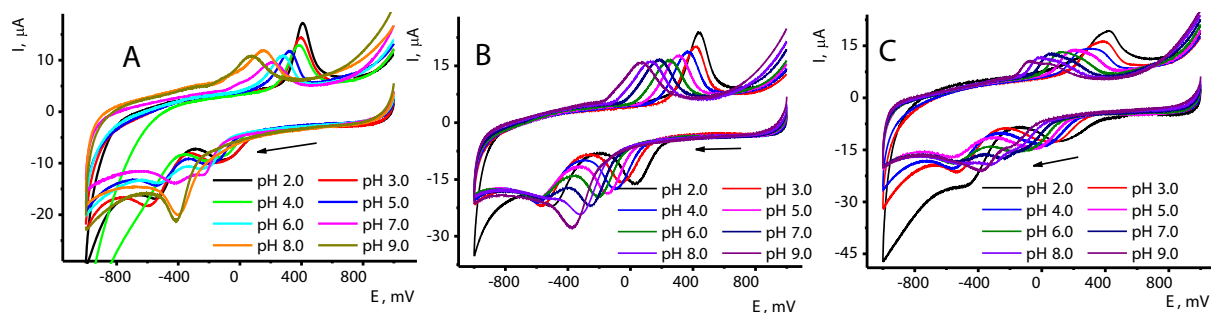 A
I, μA
10
0
-10
-20
-800
-400
0
400
800
E , mV
pH 2.0
pH 3.0
pH 4.0
pH 5.0
pH 6.0
pH 7.0
pH 8.0
pH 9.0
B
I, μA
30
15
0
-15
-30
-800
-400
0
400
800
E , mV
pH 2.0
pH 3.0
pH 4.0
pH 5.0
pH 6.0
pH 7.0
pH 8.0
pH 9.0
C
I, μA
15
0
-15
-30
-45
-800
-400
0
400
800
E , mV
pH 2.0
pH 3.0
pH 4.0
pH 5.0
pH 6.0
pH 7.0
pH 8.0
pH 9.0